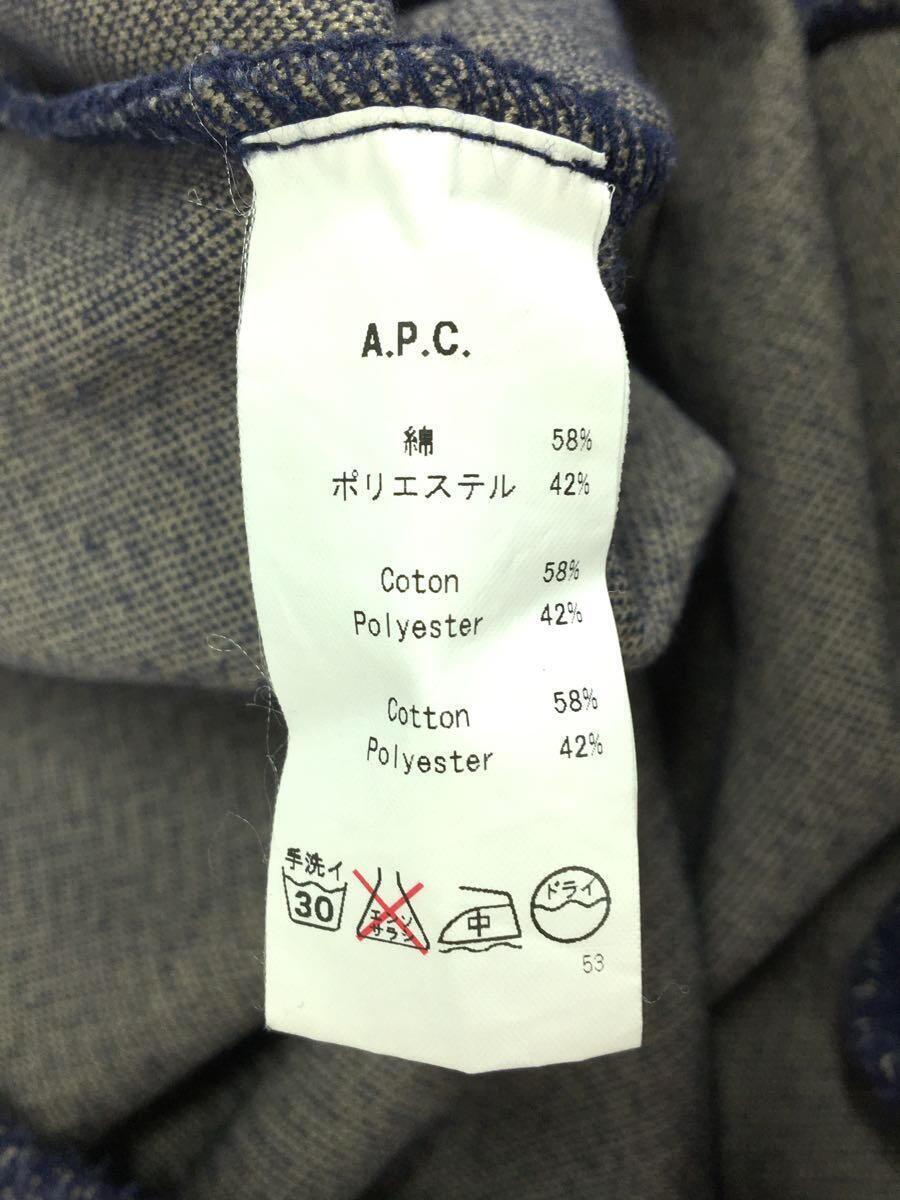 A.P.C.
綿 58%
ポリエステル 42%
Coton 58%
Polyester 42%
Cotton 58%
Polyester 42%
手洗イ
30
エンソ
サラシ
中
ドライ
53